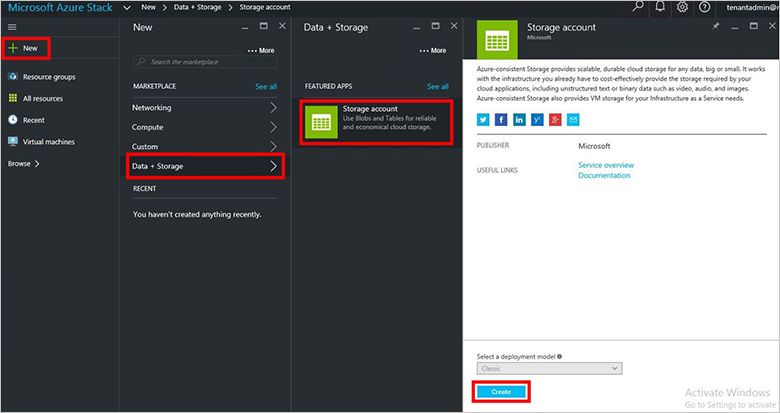 Microsoft Azure Stack
New > Data + Storage > Storage account
tenantadmin@
New
Resource groups
All resources
Recent
Virtual machines
Browse >
New
More
Search the marketplace
MARKETPLACE See all
Networking
Compute
Custom
Data + Storage
RECENT
You haven't created anything recently.
Data + Storage
More
FEATURED APPS See all
Storage account
Use Blobs and Tables for reliable
and economical cloud storage.
Storage account
Microsoft
Azure-consistent Storage provides scalable, durable cloud storage for any data, big or small. It works
with the infrastructure you already have to cost-effectively provide the storage required by your
cloud applications, including unstructured text or binary data such as video, audio, and images.
Azure-consistent Storage also provides VM storage for your Infrastructure as a Service needs.
PUBLISHER Microsoft
USEFUL LINKS Service overview
Documentation
Select a deployment model
Classic
Create
Activate Windows
Go to Settings to activate